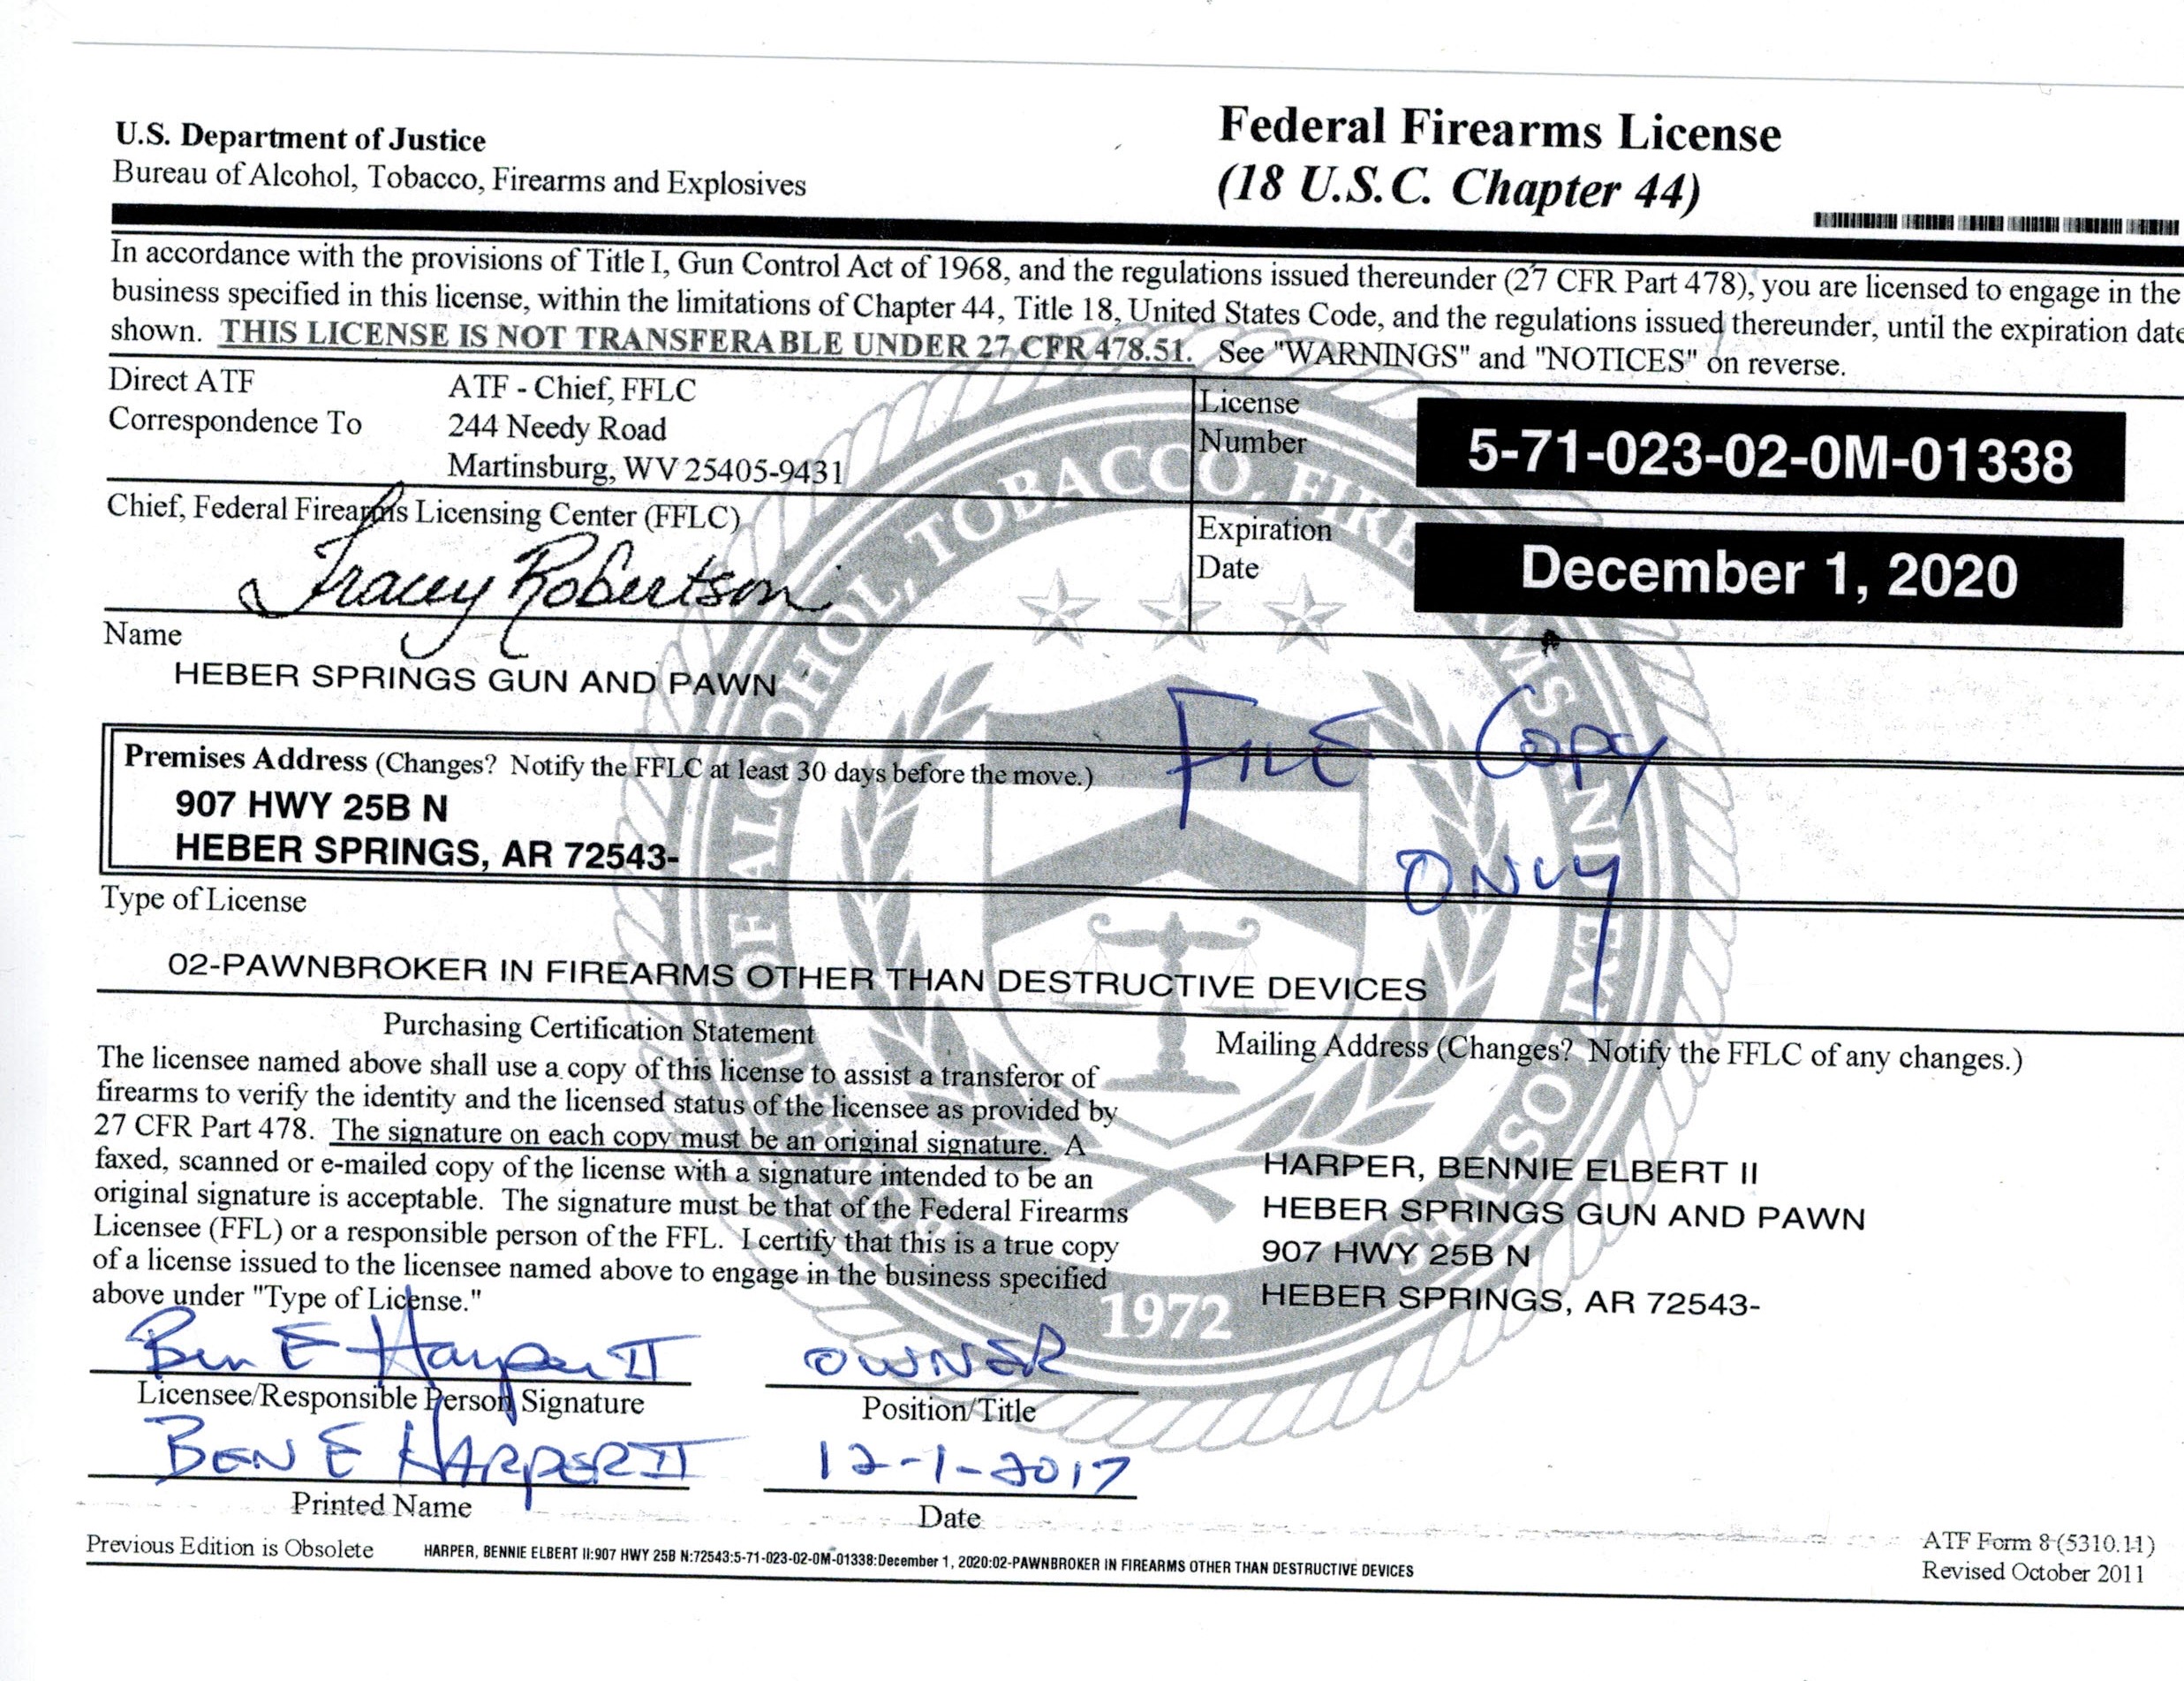 U.S. Department of Justice
Bureau of Alcohol, Tobacco, Firearms and Explosives
Federal Firearms License
(18 U.S.C. Chapter 44)
In accordance with the provisions of Title I, Gun Control Act of 1968, and the regulations issued thereunder (27 CFR Part 478), you are licensed to engage in the
business specified in this license, within the limitations of Chapter 44, Title 18, United States Code, and the regulations issued thereunder, until the expiration date
shown. THIS LICENSE IS NOT TRANSFERABLE UNDER 27 CFR 478.51. See "WARNINGS" and "NOTICES" on reverse.
Direct ATF
Correspondence To
ATF - Chief, FFLC
244 Needy Road
Martinsburg, WV 25405-9431
License
Number
5-71-023-02-0M-01338
Chief, Federal Firearms Licensing Center (FFLC)
Tracey Robertson
Expiration
Date
December 1, 2020
Name
HEBER SPRINGS GUN AND PAWN
FILE COPY
ONLY
Premises Address (Changes? Notify the FFLC at least 30 days before the move.)
907 HWY 25B N
HEBER SPRINGS, AR 72543-
Type of License
02-PAWNBROKER IN FIREARMS OTHER THAN DESTRUCTIVE DEVICES
Purchasing Certification Statement
The licensee named above shall use a copy of this license to assist a transferor of
firearms to verify the identity and the licensed status of the licensee as provided by
27 CFR Part 478. The signature on each copy must be an original signature. A
faxed, scanned or e-mailed copy of the license with a signature intended to be an
original signature is acceptable. The signature must be that of the Federal Firearms
Licensee (FFL) or a responsible person of the FFL. I certify that this is a true copy
of a license issued to the licensee named above to engage in the business specified
above under "Type of License."
Mailing Address (Changes? Notify the FFLC of any changes.)
HARPER, BENNIE ELBERT II
HEBER SPRINGS GUN AND PAWN
907 HWY 25B N
HEBER SPRINGS, AR 72543-
1972
Ben E Harper II
OWNER
Licensee/Responsible Person Signature
Position/Title
BEN E HARPER II
12-1-2017
Printed Name
Date
Previous Edition is Obsolete
HARPER, BENNIE ELBERT II:907 HWY 25B N:72543:5-71-023-02-0M-01338:December 1, 2020:02-PAWNBROKER IN FIREARMS OTHER THAN DESTRUCTIVE DEVICES
ATF Form 8 (5310.11)
Revised October 2011